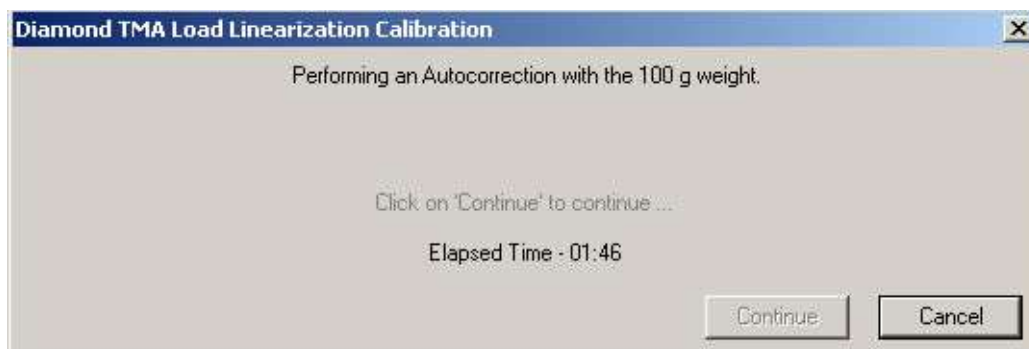 Diamond TMA Load Linearization Calibration
Performing an Autocorrection with the 100 g weight.
Click on 'Continue' to continue ...
Elapsed Time - 01:46
Continue Cancel